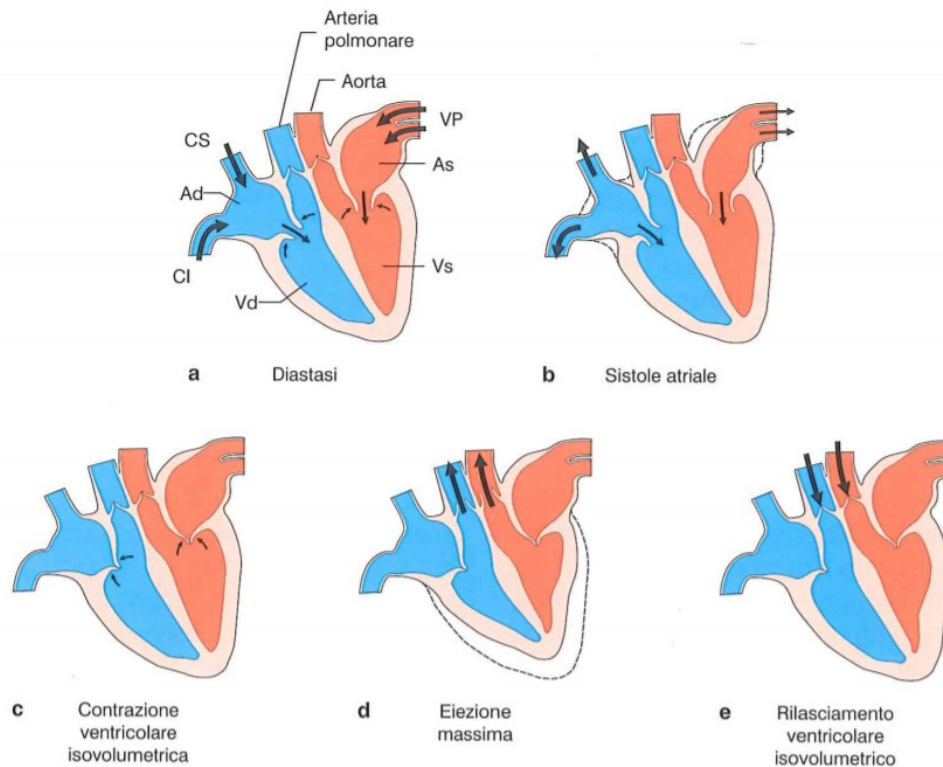 Arteria
polmonare
Aorta
CS
VP
As
Ad
CI
Vs
Vd
a Diastasi
b Sistole atriale
c Contrazione
ventricolare
isovolumetrica
d Eiezione
massima
e Rilasciamento
ventricolare
isovolumetrico